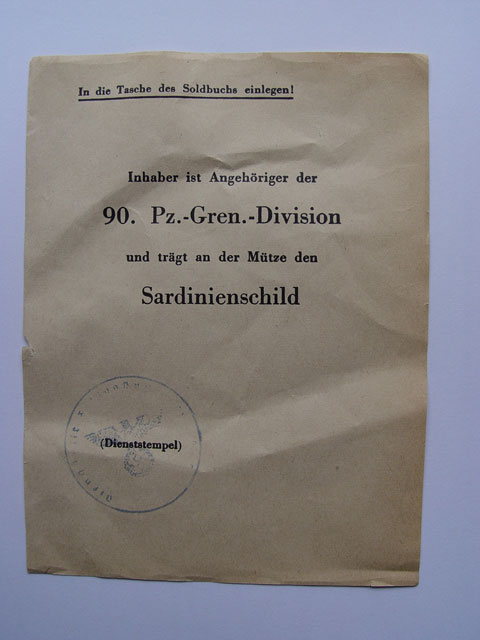 In die Tasche des Soldbuchs einlegen!
Inhaber ist Angehöriger der
90. Pz.-Gren.-Division
und trägt an der Mütze den
Sardinienschild
(Dienststempel)